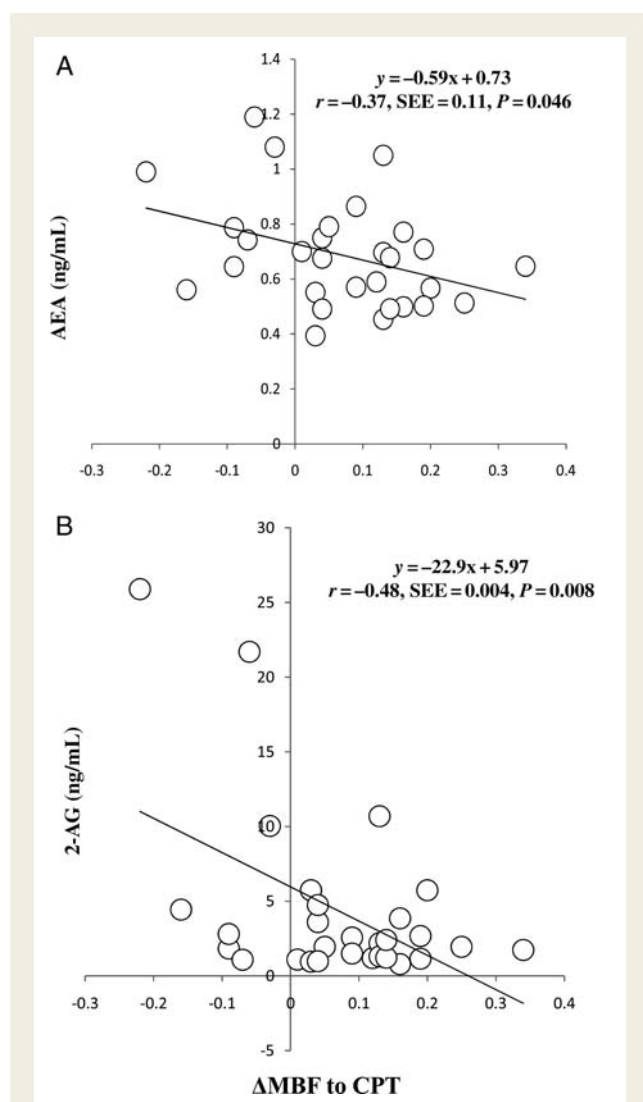 A
1.4
y = –0.59x + 0.73
r = –0.37, SEE = 0.11, P = 0.046
1.2
1
0.8
0.6
0.4
0.2
0
AEA (ng/mL)
-0.3 -0.2 -0.1 0 0.1 0.2 0.3 0.4
B
30
y = –22.9x + 5.97
r = –0.48, SEE = 0.004, P = 0.008
25
20
15
10
5
0
-5
2-AG (ng/mL)
-0.3 -0.2 -0.1 0 0.1 0.2 0.3 0.4
ΔMBF to CPT